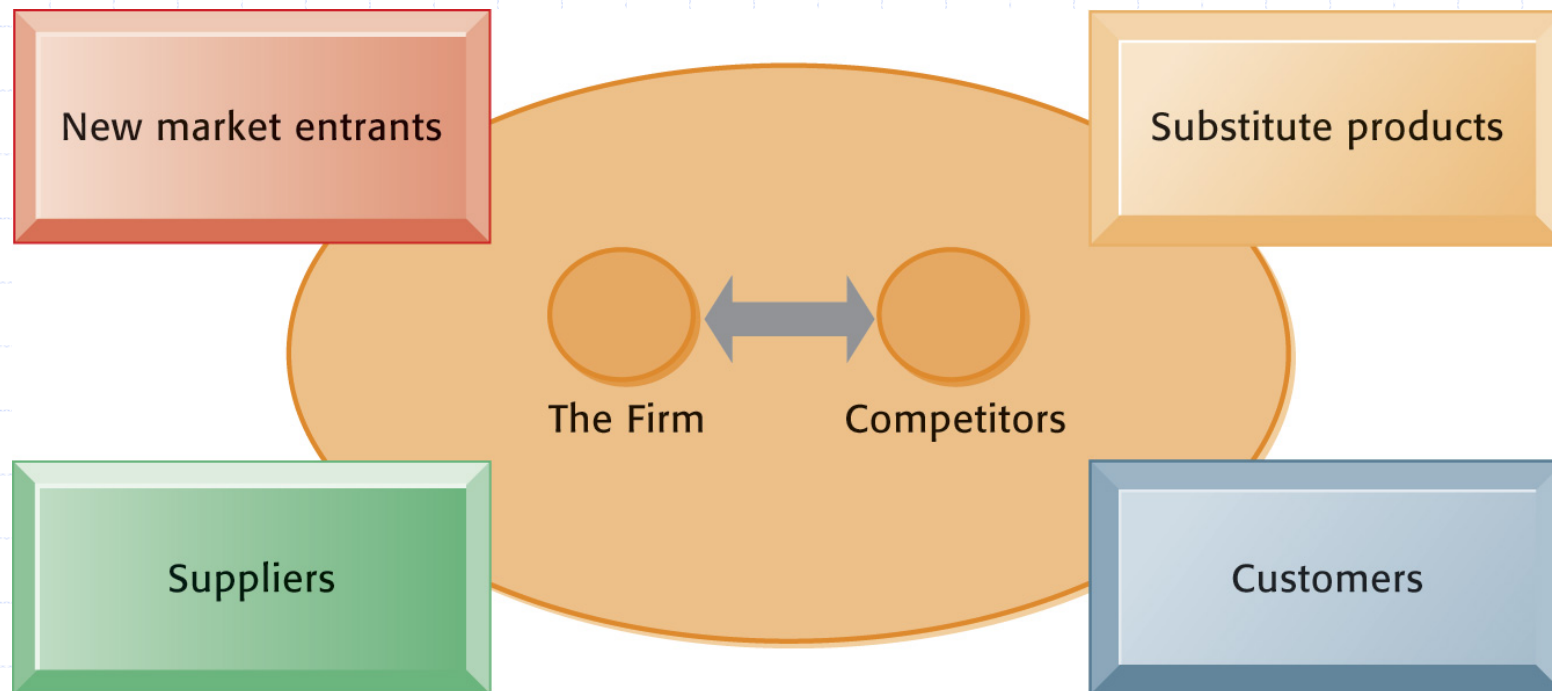 New market entrants
Substitute products
The Firm
Competitors
Suppliers
Customers